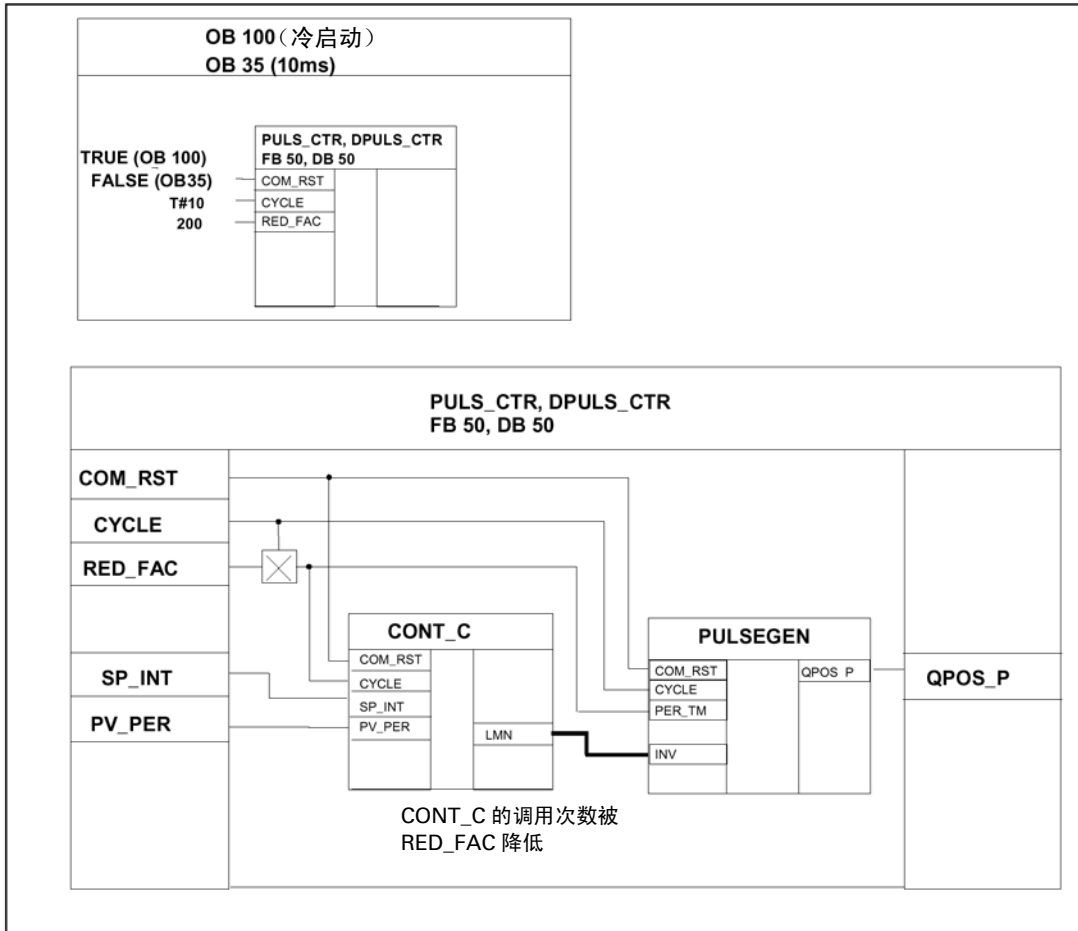 OB 100（冷启动）
OB 35 (10ms)
PULS_CTR, DPULS_CTR
FB 50, DB 50
TRUE (OB 100)
FALSE (OB35)
COM_RST
T#10
CYCLE
200
RED_FAC
PULS_CTR, DPULS_CTR
FB 50, DB 50
COM_RST
CYCLE
RED_FAC
CONT_C
PULSEGEN
COM_RST
COM_RST
QPOS P
SP_INT
CYCLE
CYCLE
QPOS_P
SP_INT
PER_TM
PV_PER
PV_PER
LMN
INV
CONT_C 的调用次数被
RED_FAC 降低